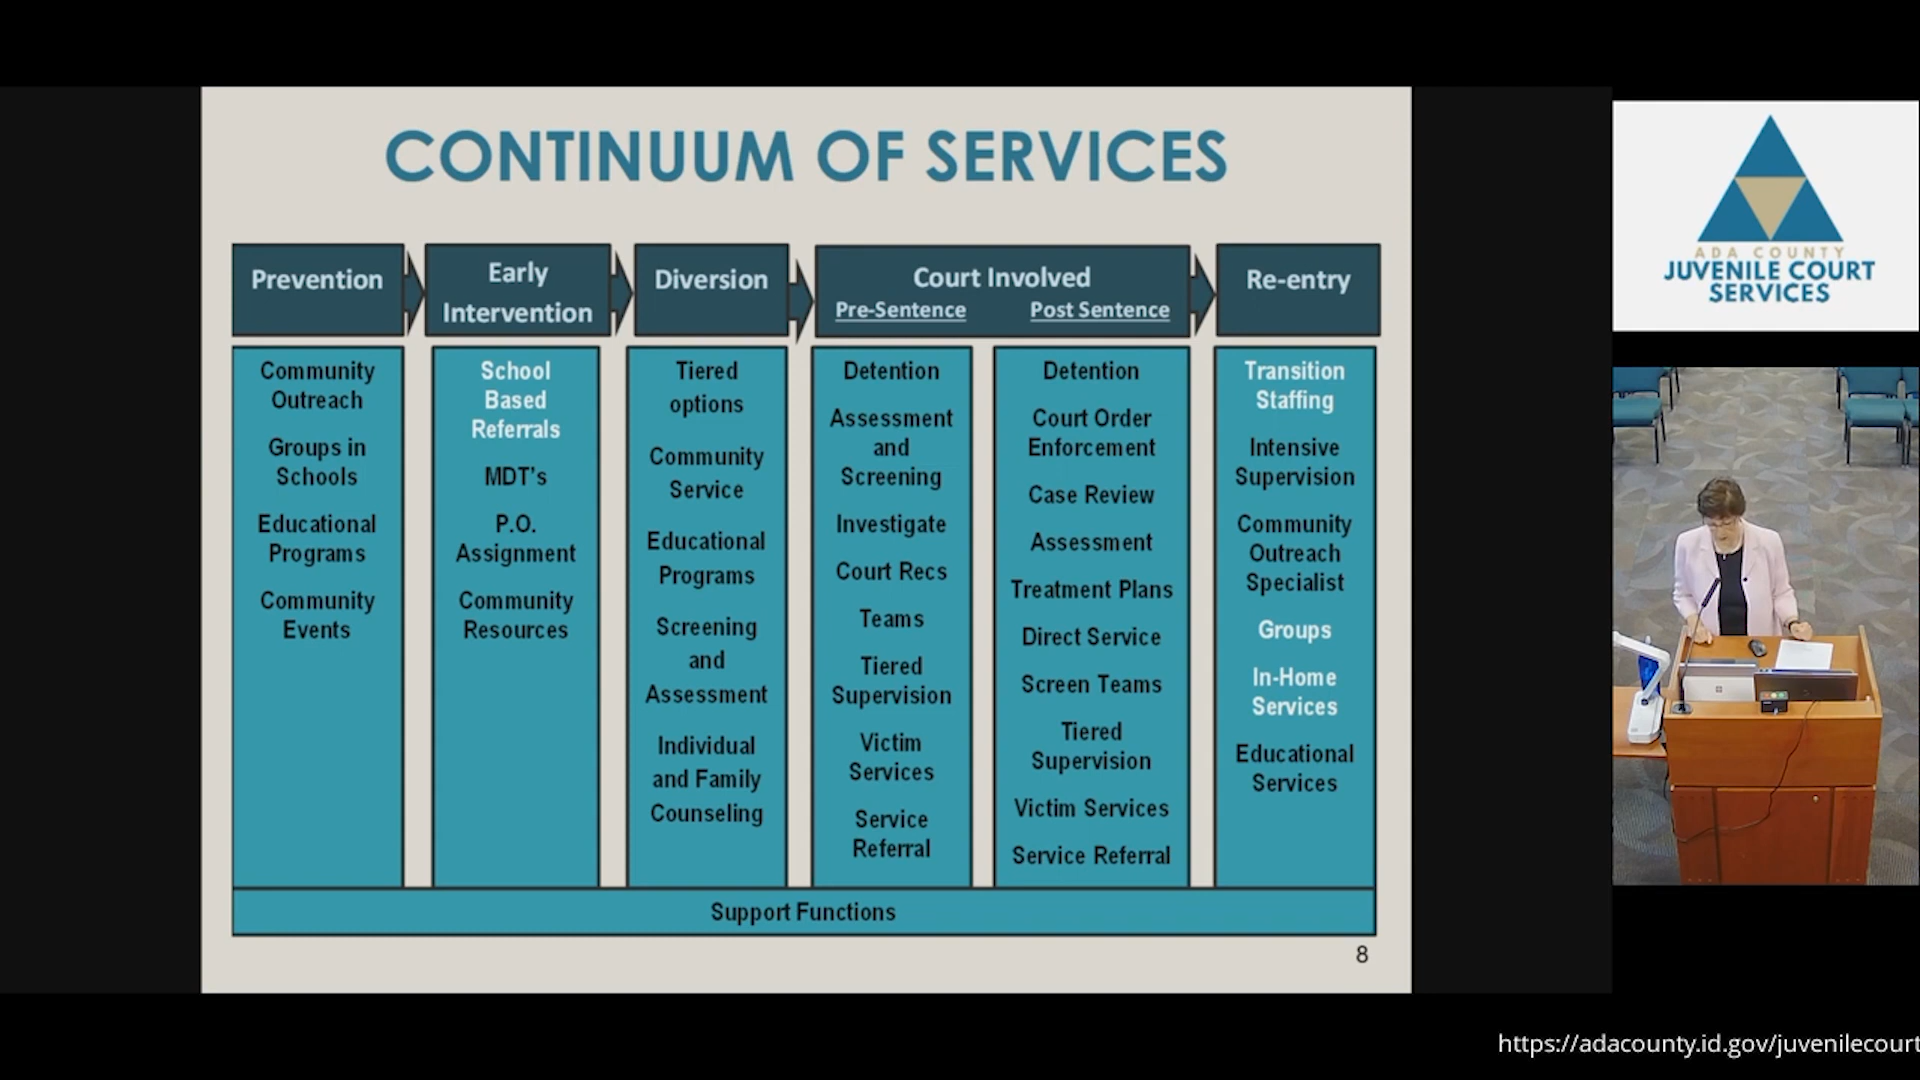 CONTINUUM OF SERVICES
Prevention
Early
Intervention
Diversion
Court Involved
Pre-Sentence
Post Sentence
Re-entry
Community
Outreach
Groups in
Schools
Educational
Programs
Community
Events
School
Based
Referrals
MDT's
P.O.
Assignment
Community
Resources
Tiered
options
Community
Service
Educational
Programs
Screening
and
Assessment
Individual
and Family
Counseling
Detention
Assessment
and
Screening
Investigate
Court Recs
Teams
Tiered
Supervision
Victim
Services
Service
Referral
Detention
Court Order
Enforcement
Case Review
Assessment
Treatment Plans
Direct Service
Screen Teams
Tiered
Supervision
Victim Services
Service Referral
Transition
Staffing
Intensive
Supervision
Community
Outreach
Specialist
Groups
In-Home
Services
Educational
Services
Support Functions
8
ADA COUNTY
JUVENILE COURT
SERVICES
https://adacounty.id.gov/juvenilecourt